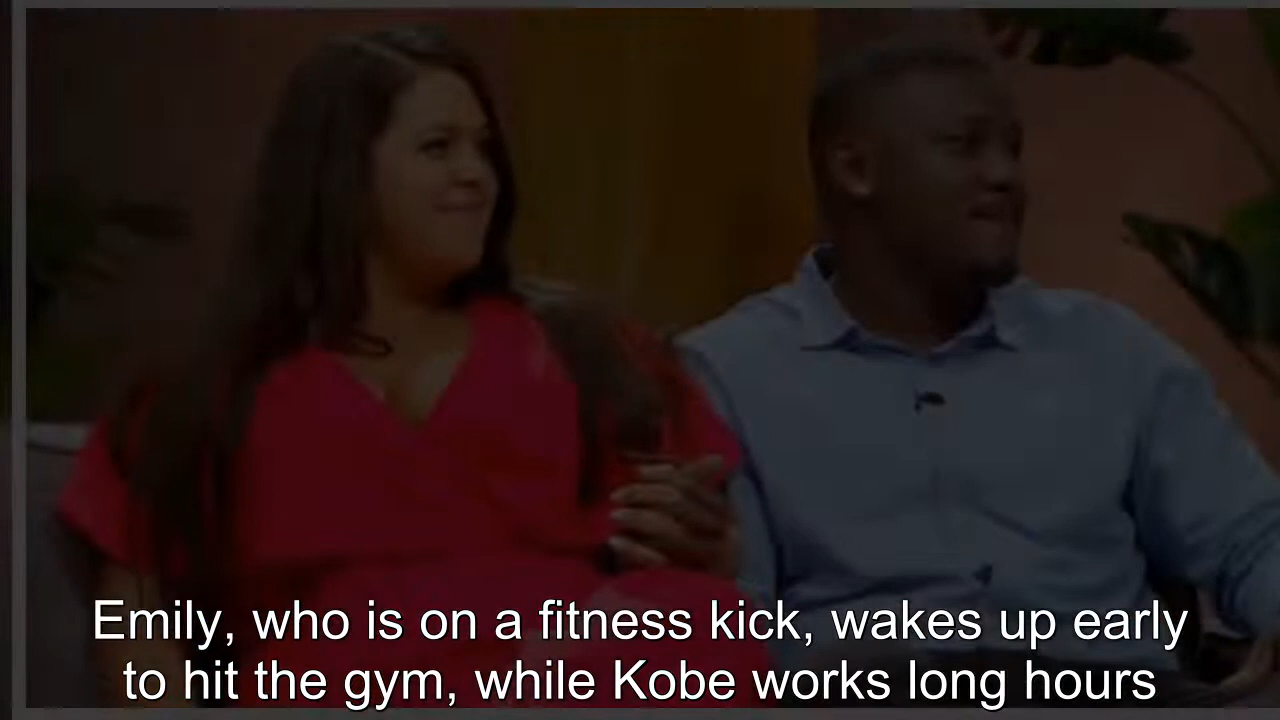 Emily, who is on a fitness kick, wakes up early
to hit the gym, while Kobe works long hours